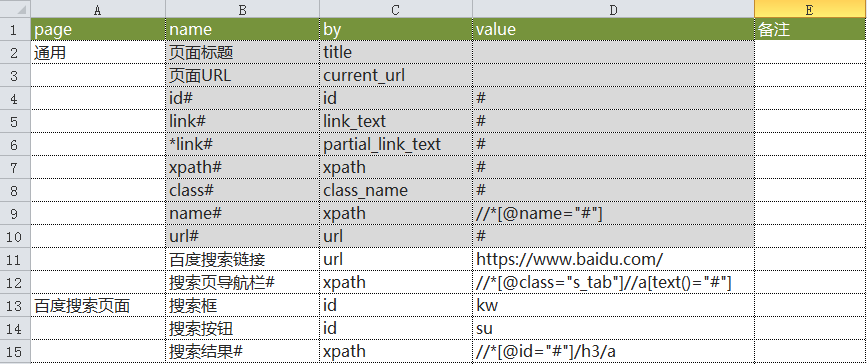 A B C D E
1 page name by value 备注
2 通用 页面标题 title
3 页面URL current_url
4 id# id #
5 link# link_text #
6 *link# partial_link_text #
7 xpath# xpath #
8 class# class_name #
9 name# xpath //*[@name="#"]
10 url# url #
11 百度搜索链接 url https://www.baidu.com/
12 搜索页导航栏# xpath //*[@class="s_tab"]//a[text()="#"]
13 百度搜索页面 搜索框 id kw
14 搜索按钮 id su
15 搜索结果# xpath //*[@id="#"]/h3/a